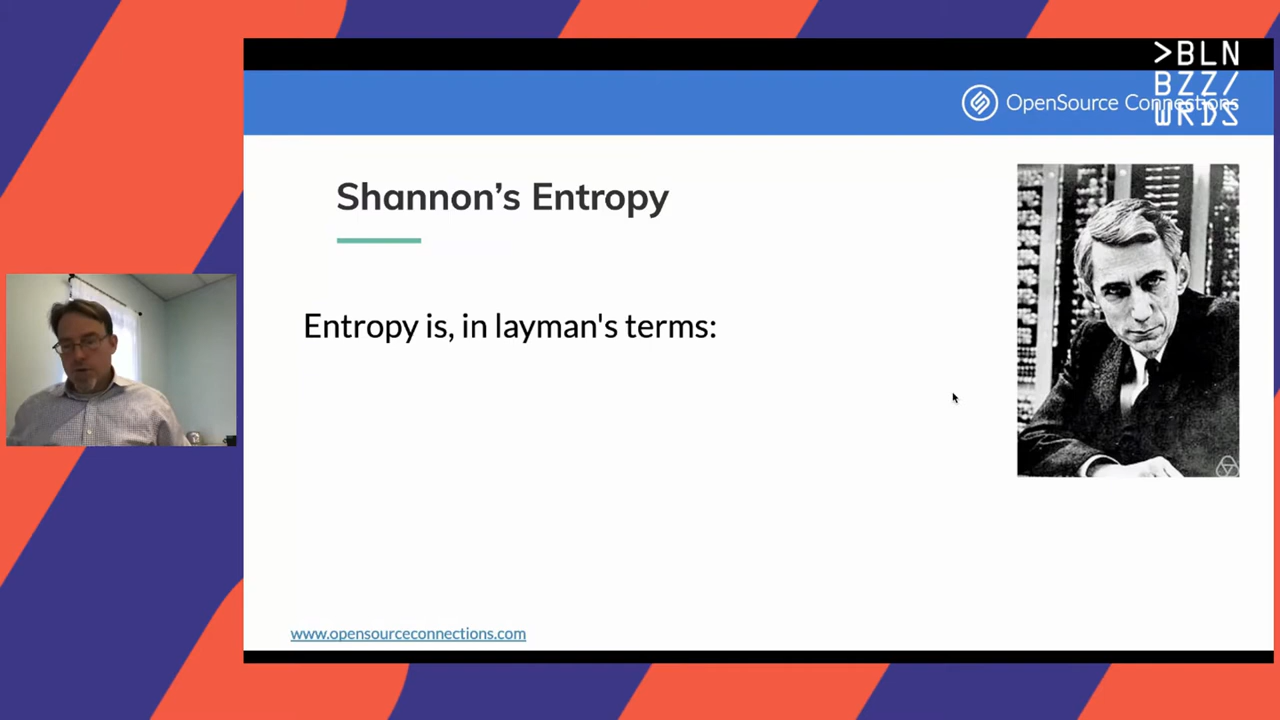 >BLN
BZZ/
WRDS
OpenSource Connections
Shannon's Entropy
Entropy is, in layman's terms:
www.opensourceconnections.com